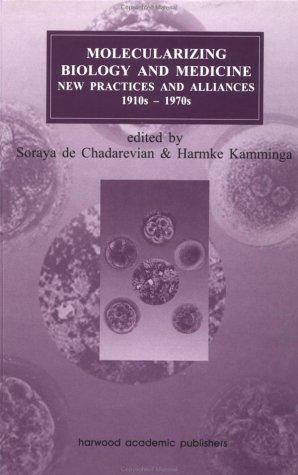 MOLECULARIZING
BIOLOGY AND MEDICINE
NEW PRACTICES AND ALLIANCES
1910s – 1970s
edited by
Soraya de Chadarevian & Harmke Kamminga
harwood academic publishers